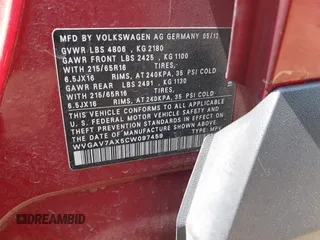 MFD BY VOLKSWAGEN AG GERMANY 05/12
GVWR LBS 4806 , KG 2180
GAWR FRONT LBS 2425 , KG 1100
WITH 215/65R16 TIRES,
6.5JX16 RIMS, AT 240KPA, 35 PSI COLD
GAWR REAR LBS 2491 , KG 1130
WITH 215/65R16 TIRES,
6.5JX16 RIMS, AT 240KPA, 35 PSI COLD
THIS VEHICLE CONFORMS TO ALL APPLICABLE
U.S. FEDERAL MOTOR VEHICLE SAFETY
STANDARDS IN EFFECT ON
THE DATE OF MANUFACTURE SHOWN ABOVE
WVGAV7AX5CW097459 TYPE: MPV
DREAMBID